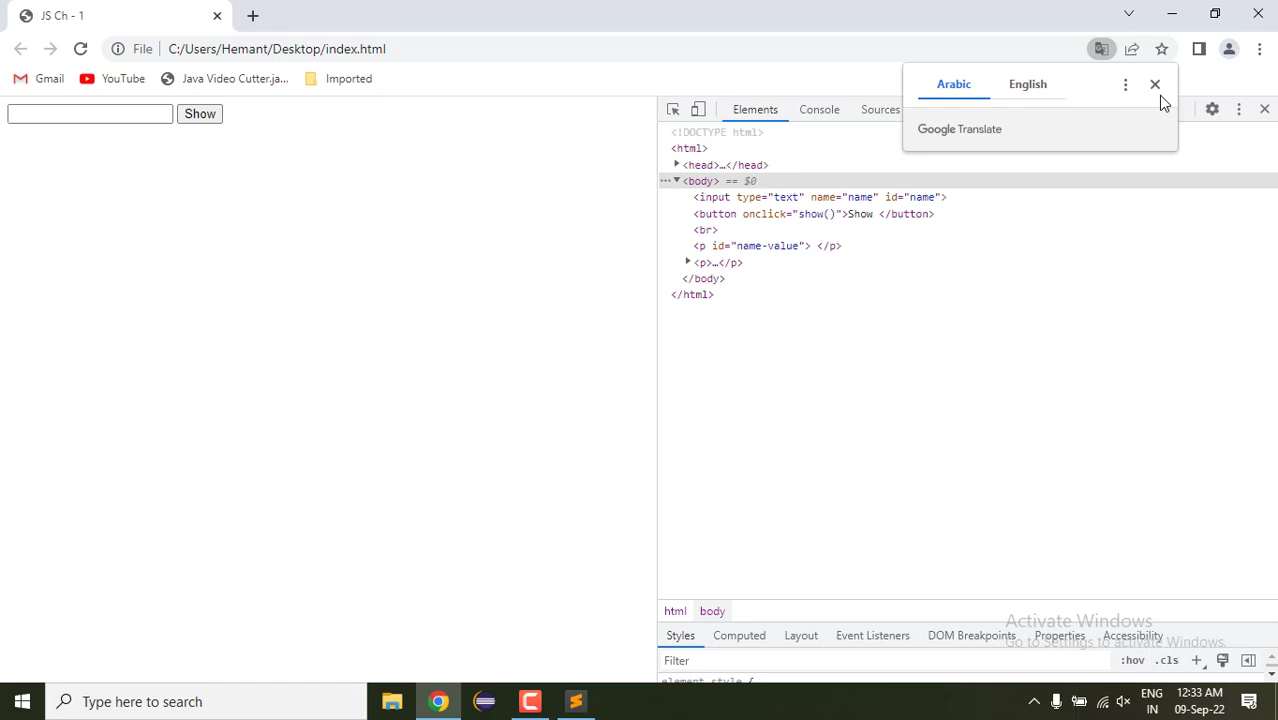 JS Ch - 1
File C:/Users/Hemant/Desktop/index.html
Gmail YouTube Java Video Cutter.ja... Imported
Arabic English
Google Translate
Show
Elements Console Sources
<!DOCTYPE html>
<html>
<head>…</head>
<body> == $0
<input type="text" name="name" id="name">
<button onclick="show()">Show </button>
<br>
<p id="name-value"> </p>
<p>…</p>
</body>
</html>
html body
Activate Windows
Go to Settings to activate Windows.
Styles Computed Layout Event Listeners DOM Breakpoints Properties Accessibility
Filter :hov .cls
element.style {
Type here to search
ENG
IN
12:33 AM
09-Sep-22